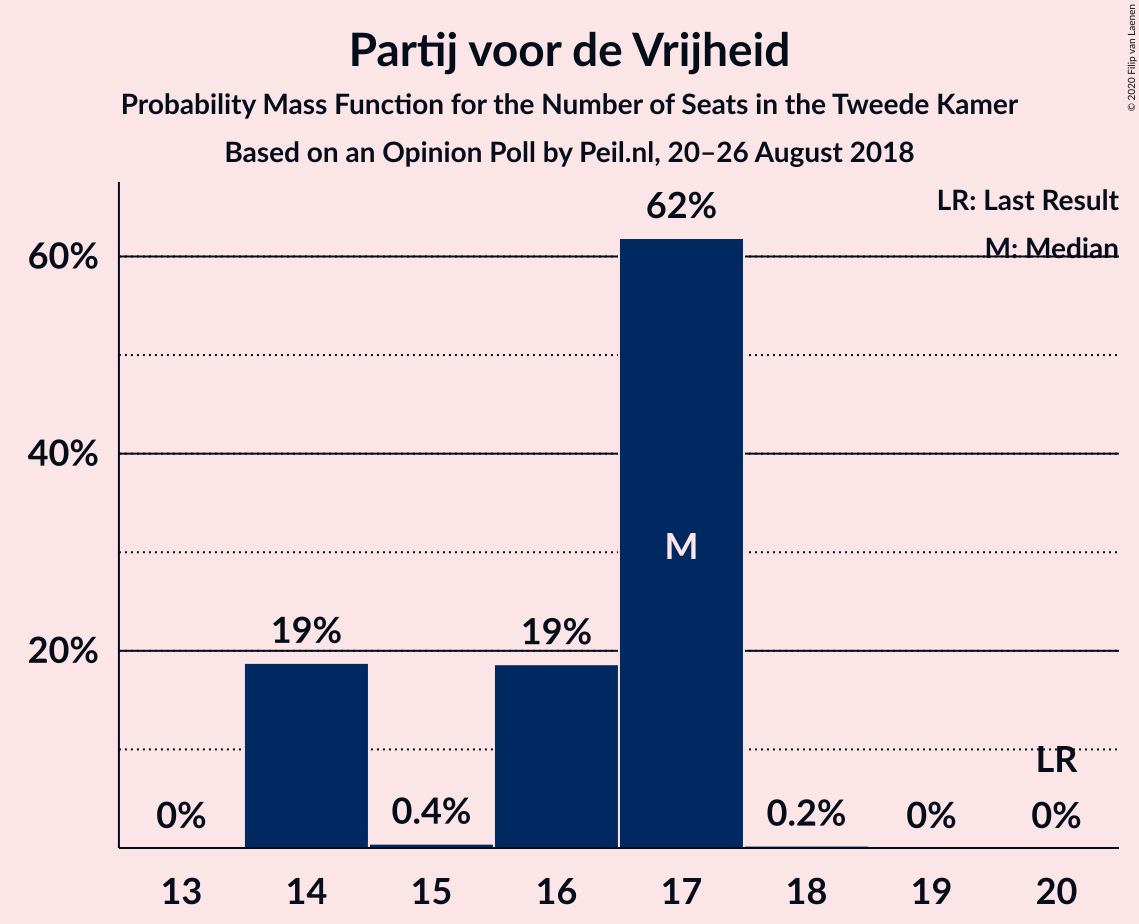 Partij voor de Vrijheid
Probability Mass Function for the Number of Seats in the Tweede Kamer
Based on an Opinion Poll by Peil.nl, 20–26 August 2018
© 2020 Filip van Laenen
LR: Last Result
M: Median
60%
40%
20%
0%
19%
0.4%
19%
62%
M
0.2%
0%
LR
0%
13
14
15
16
17
18
19
20